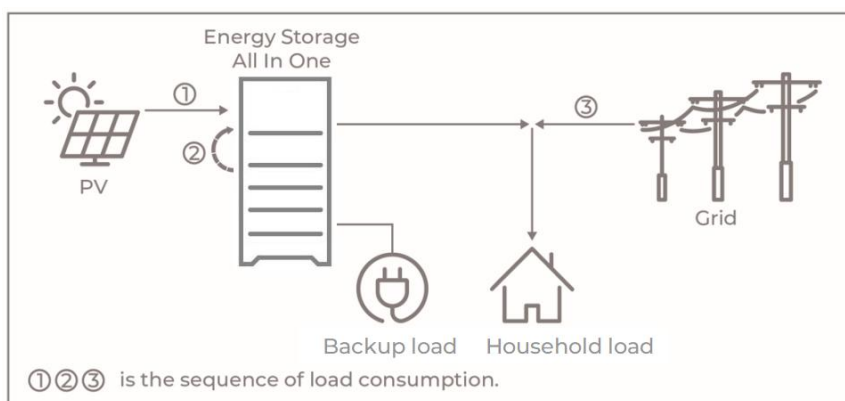 Energy Storage
All In One
①
③
②
PV
Grid
Backup load
Household load
①②③ is the sequence of load consumption.